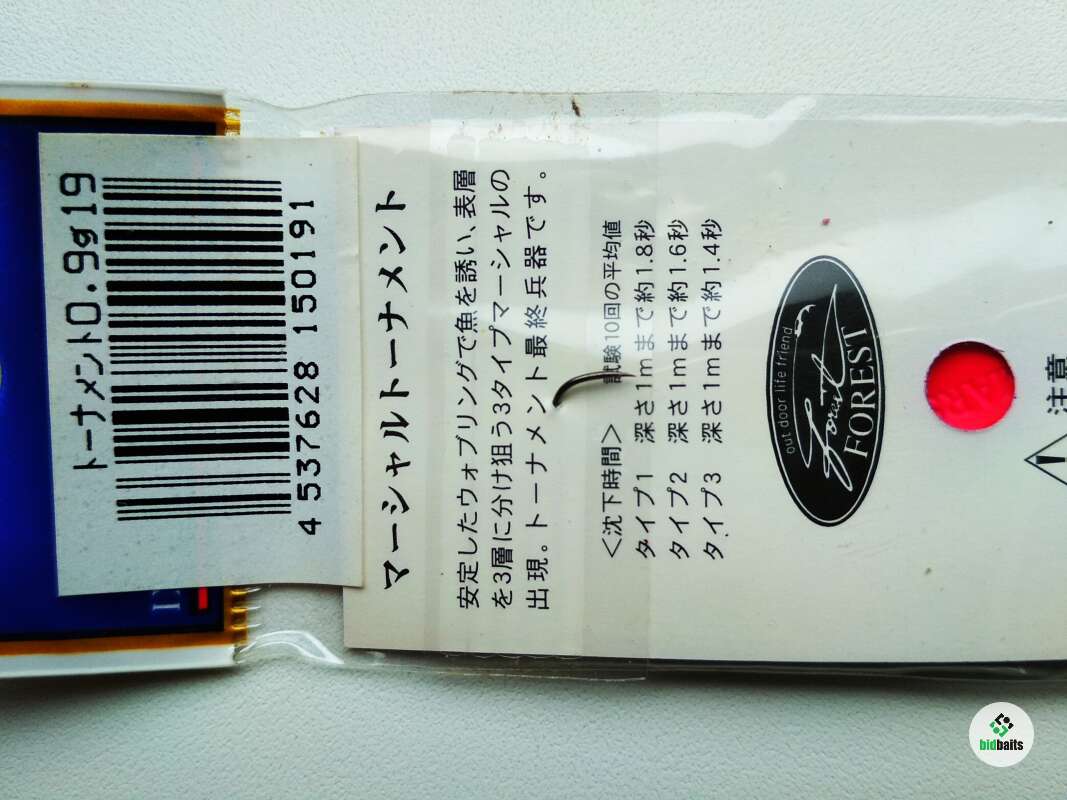 トーナメント0.9g19
4 537628 150191
マーシャルトーナメント
安定したウォブリングで魚を誘い、表層
を3層に分け狙う3タイプマーシャルの
出現。トーナメント最終兵器です。
<沈下時間> 試験10回の平均値
タイプ1 深さ1mまで約1.8秒
タイプ2 深さ1mまで約1.6秒
タイプ3 深さ1mまで約1.4秒
out door life friend
Forest
FOREST
注意
bidbaits